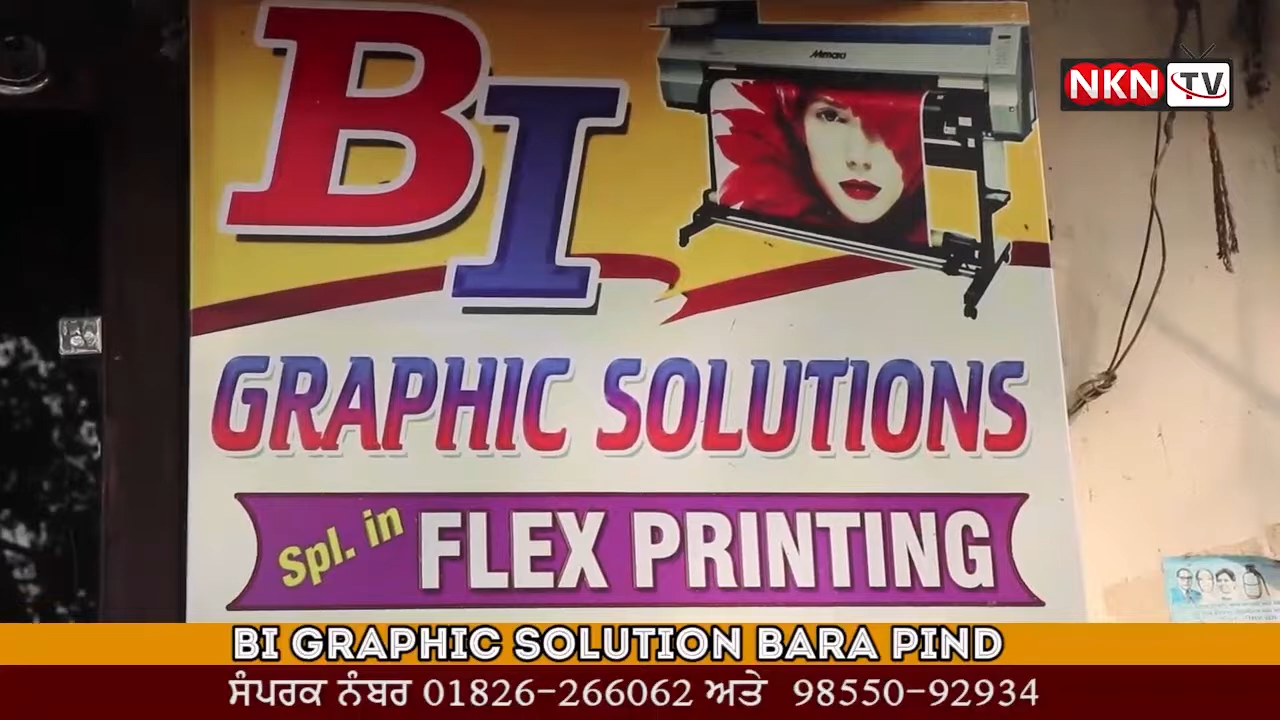 BI
Mimaki
NKN TV
GRAPHIC SOLUTIONS
Spl. in FLEX PRINTING
BI GRAPHIC SOLUTION BARA PIND
ਸੰਪਰਕ ਨੰਬਰ 01826-266062 ਅਤੇ 98550-92934